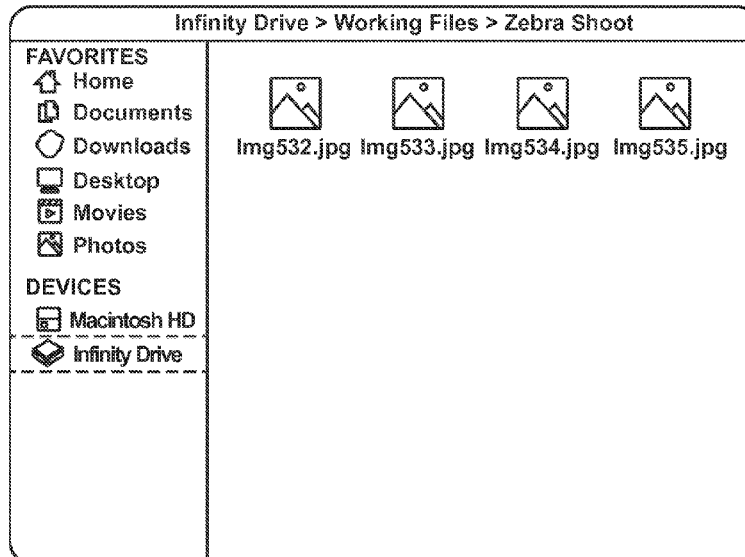 Infinity Drive > Working Files > Zebra Shoot
FAVORITES
Home
Documents
Downloads
Desktop
Movies
Photos
DEVICES
Macintosh HD
Infinity Drive
Img532.jpg Img533.jpg Img534.jpg Img535.jpg